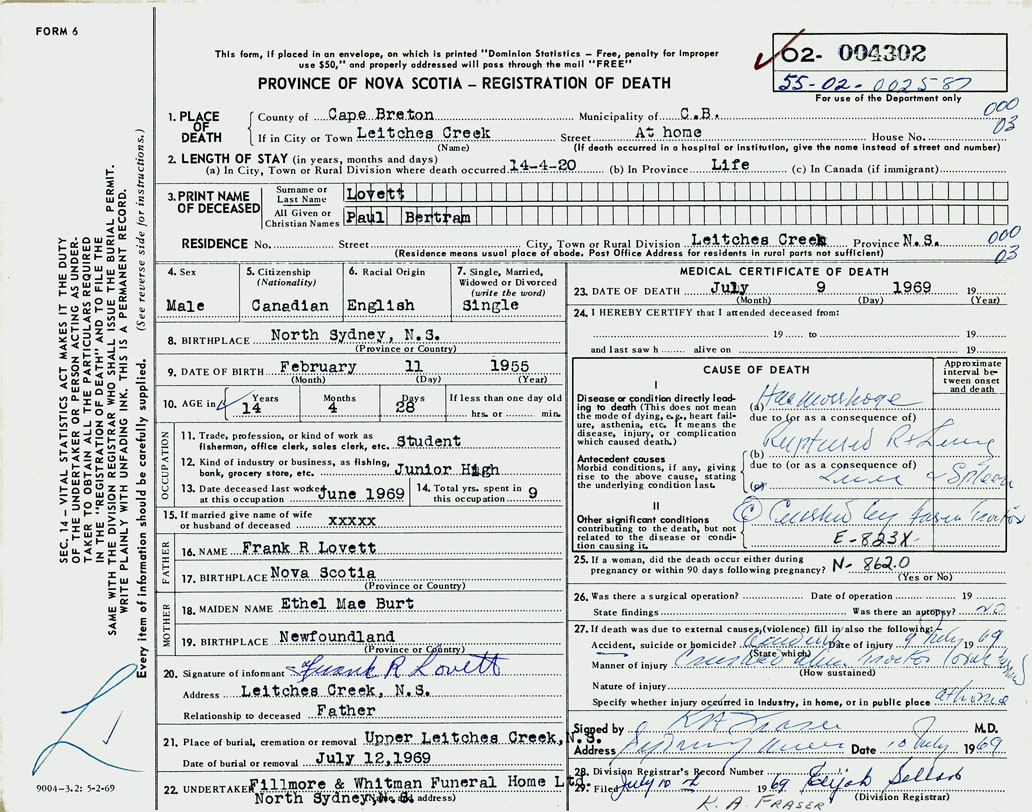 FORM 6
This form, if placed in an envelope, on which is printed "Dominion Statistics — Free, penalty for improper
use $50," and properly addressed will pass through the mail "FREE"
PROVINCE OF NOVA SCOTIA — REGISTRATION OF DEATH
02- 004302
55-02-002587
For use of the Department only
SEC. 14 — VITAL STATISTICS ACT MAKES IT THE DUTY
OF THE UNDERTAKER OR PERSON ACTING AS UNDER-
TAKER TO OBTAIN ALL THE PARTICULARS REQUIRED
IN THE "REGISTRATION OF DEATH" AND TO FILE THE
SAME WITH THE DIVISION REGISTRAR WHO SHALL ISSUE THE BURIAL PERMIT.
WRITE PLAINLY WITH UNFADING INK. THIS IS A PERMANENT RECORD.
Every item of information should be carefully supplied. (See reverse side for instructions.)
9004-3.2: 5-2-69
1. PLACE OF DEATH
County of Cape Breton Municipality of C.B. 000
If in City or Town Leitches Creek Street At home House No. 03
(Name) (If death occurred in a hospital or institution, give the name instead of street and number)
2. LENGTH OF STAY (in years, months and days)
(a) In City, Town or Rural Division where death occurred 14-4-20 (b) In Province Life (c) In Canada (if immigrant)
3. PRINT NAME OF DECEASED
Surname or Last Name Lovett
All Given or Christian Names Paul Bertram
RESIDENCE No. Street City, Town or Rural Division Leitches Creek Province N.S. 000
(Residence means usual place of abode. Post Office Address for residents in rural parts not sufficient) 03
4. Sex Male
5. Citizenship (Nationality) Canadian
6. Racial Origin English
7. Single, Married, Widowed or Divorced (write the word) Single
8. BIRTHPLACE North Sydney, N.S.
(Province or Country)
9. DATE OF BIRTH February 11 1955
(Month) (Day) (Year)
10. AGE in Years 14 Months 4 Days 28 If less than one day old hrs. or min.
OCCUPATION
11. Trade, profession, or kind of work as
fisherman, office clerk, sales clerk, etc. Student
12. Kind of industry or business, as fishing,
bank, grocery store, etc. Junior High
13. Date deceased last worked
at this occupation June 1969
14. Total yrs. spent in
this occupation 9
15. If married give name of wife
or husband of deceased xxxxx
FATHER
16. NAME Frank R Lovett
17. BIRTHPLACE Nova Scotia
(Province or Country)
MOTHER
18. MAIDEN NAME Ethel Mae Burt
19. BIRTHPLACE Newfoundland
(Province or Country)
20. Signature of informant Frank R Lovett
Address Leitches Creek, N.S.
Relationship to deceased Father
21. Place of burial, cremation or removal Upper Leitches Creek, N.S.
Date of burial or removal July 12,1969
22. UNDERTAKER Fillmore & Whitman Funeral Home Ltd.
North Sydney, N.S.
(Name and address)
MEDICAL CERTIFICATE OF DEATH
23. DATE OF DEATH July 9 1969 19
(Month) (Day) (Year)
24. I HEREBY CERTIFY that I attended deceased from:
19 to 19
and last saw h alive on 19
CAUSE OF DEATH
Approximate interval between onset and death
I
Disease or condition directly lead-
ing to death (This does not mean
the mode of dying, e.g., heart fail-
ure, asthenia, etc. It means the
disease, injury, or complication
which caused death.)
(a) Haemorrhage
due to (or as a consequence of)
Antecedent causes
Morbid conditions, if any, giving
rise to the above cause, stating
the underlying condition last.
(b) Ruptured Rt Lung
due to (or as a consequence of)
(c) Liver & Spleen
II
Other significant conditions
contributing to the death, but not
related to the disease or condi-
tion causing it.
(c) Crushed by farm tractor
E-823X
25. If a woman, did the death occur either during
pregnancy or within 90 days following pregnancy? N- 862.0
(Yes or No)
26. Was there a surgical operation? Date of operation 19
State findings Was there an autopsy? no
27. If death was due to external causes (violence) fill in also the following:
Accident, suicide or homicide? Accident Date of injury 9 July 1969
(State which)
Manner of injury Crushed when tractor
(How sustained)
Nature of injury
Specify whether injury occurred in industry, in home, or in public place at home
Signed by K A Fraser M.D.
Address Sydney Mines Date 10 July 1969
28. Division Registrar's Record Number
29. Filed July 10 1969 Elijah
(Division Registrar)
K. A. FRASER